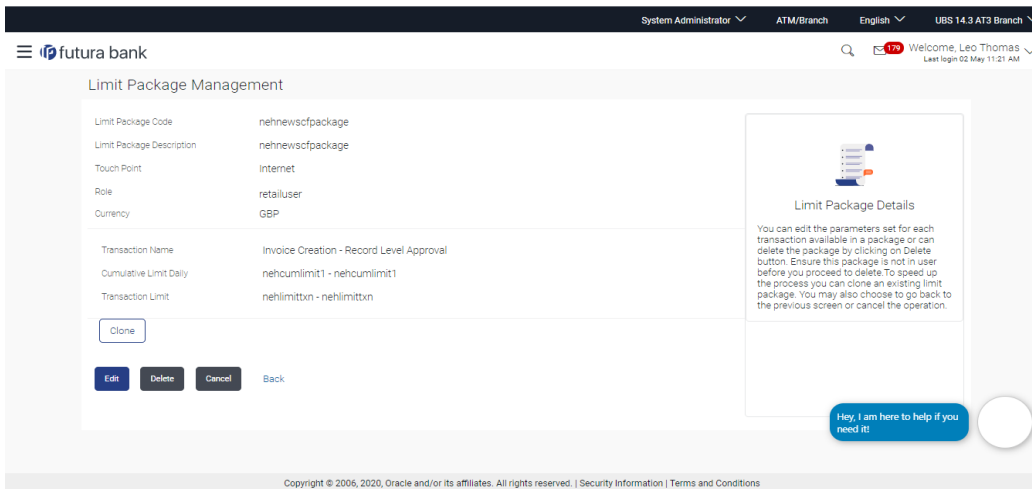 System Administrator ATM/Branch English UBS 14.3 AT3 Branch
futura bank
179
Welcome, Leo Thomas
Last login 02 May 11:21 AM
Limit Package Management
Limit Package Code nehnewscfpackage
Limit Package Description nehnewscfpackage
Touch Point Internet
Role retailuser
Currency GBP
Transaction Name Invoice Creation - Record Level Approval
Cumulative Limit Daily nehcumlimit1 - nehcumlimit1
Transaction Limit nehlimittxn - nehlimittxn
Clone
Edit Delete Cancel Back
Limit Package Details
You can edit the parameters set for each
transaction available in a package or can
delete the package by clicking on Delete
button. Ensure this package is not in user
before you proceed to delete.To speed up
the process you can clone an existing limit
package. You may also choose to go back to
the previous screen or cancel the operation.
Hey, I am here to help if you
need it!
Copyright © 2006, 2020, Oracle and/or its affiliates. All rights reserved. | Security Information | Terms and Conditions